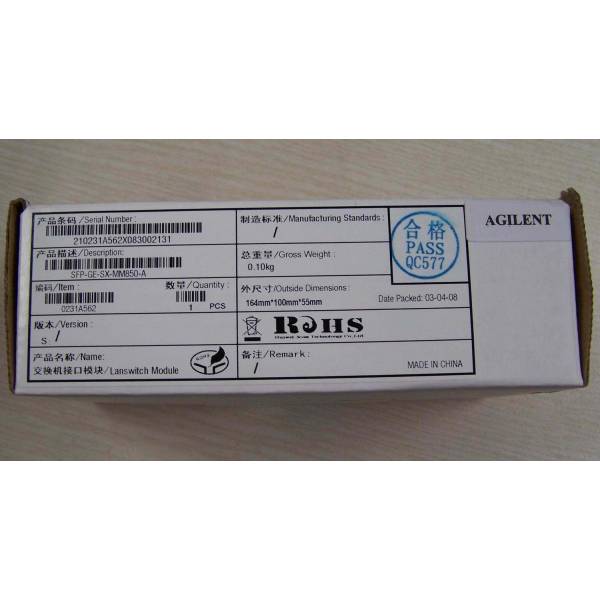 产品条码 /Serial Number:
210231A562X083002131
产品描述/Description:
SFP-GE-SX-MM850-A
编码/Item :
0231A562
数量/Quantity :
1 PCS
版本/Version :
S /
产品名称/Name:
交换机接口模块/Lanswitch Module
制造标准/Manufacturing Standards :
/
总重量/Gross Weight :
0.10kg
外尺寸/Outside Dimensions :
164mm*100mm*55mm
RoHS
备注/Remark :
/
合格
PASS
QC577
Date Packed: 03-04-08
MADE IN CHINA
AGILENT